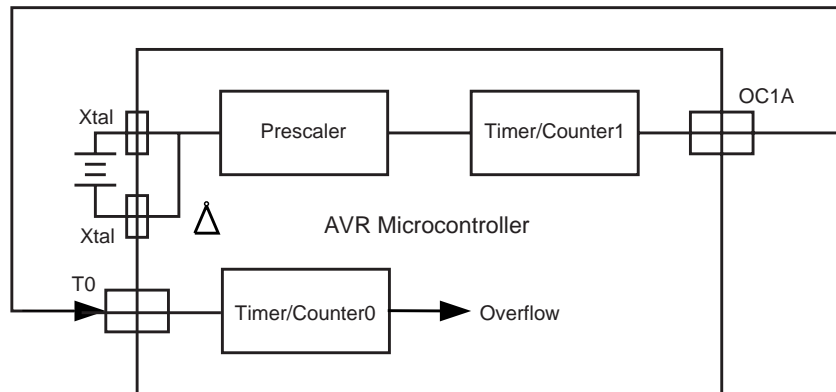 OC1A
Xtal
Prescaler
Timer/Counter1
Xtal
AVR Microcontroller
T0
Timer/Counter0
Overflow